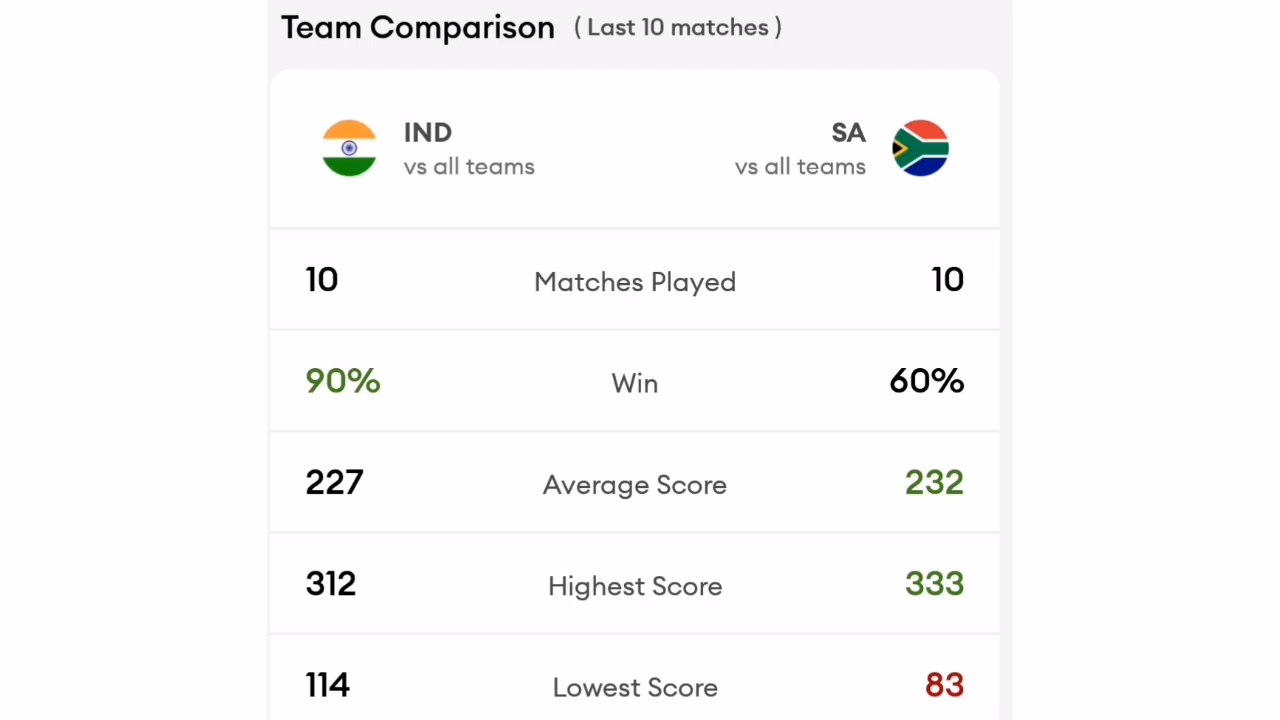 Team Comparison ( Last 10 matches )
IND SA
vs all teams vs all teams
10 Matches Played 10
90% Win 60%
227 Average Score 232
312 Highest Score 333
114 Lowest Score 83